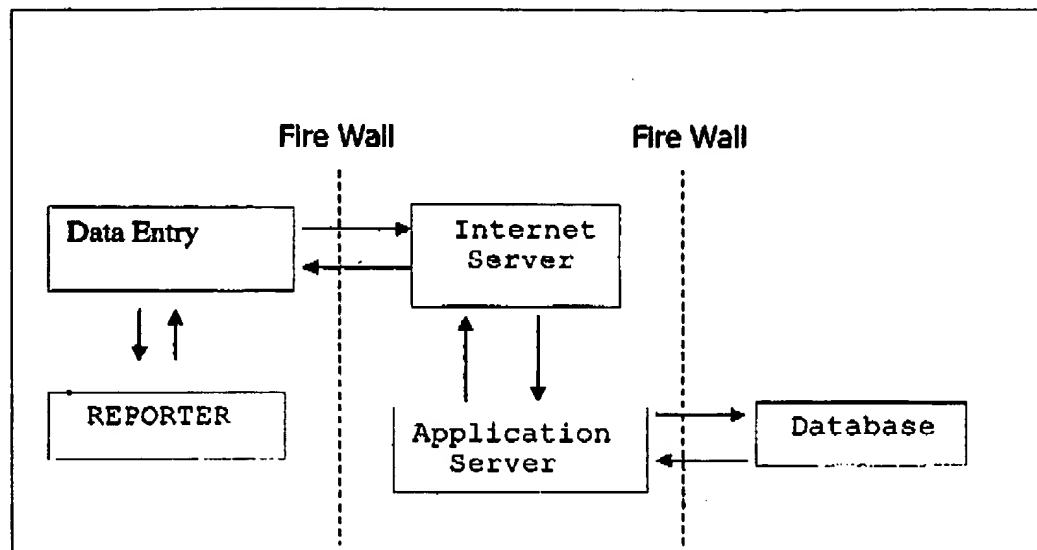 Fire Wall
Fire Wall
Data Entry
Internet
Server
REPORTER
Application
Server
Database